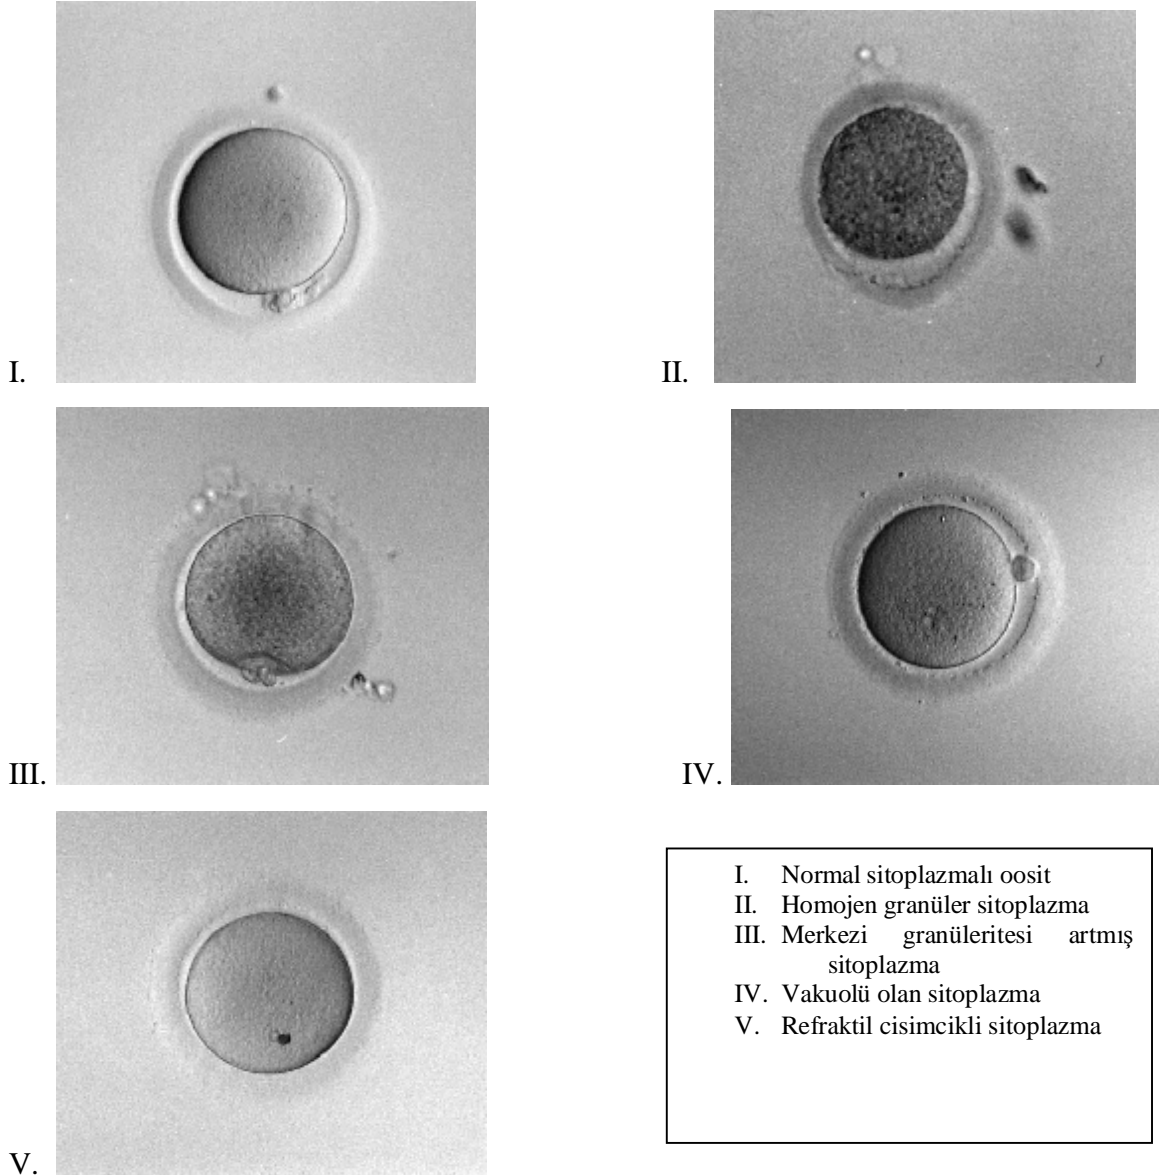 I.
II.
III.
IV.
V.
I. Normal sitoplazmalı oosit
II. Homojen granüler sitoplazma
III. Merkezi granüleritesi artmış
sitoplazma
IV. Vakuolü olan sitoplazma
V. Refraktil cisimcikli sitoplazma